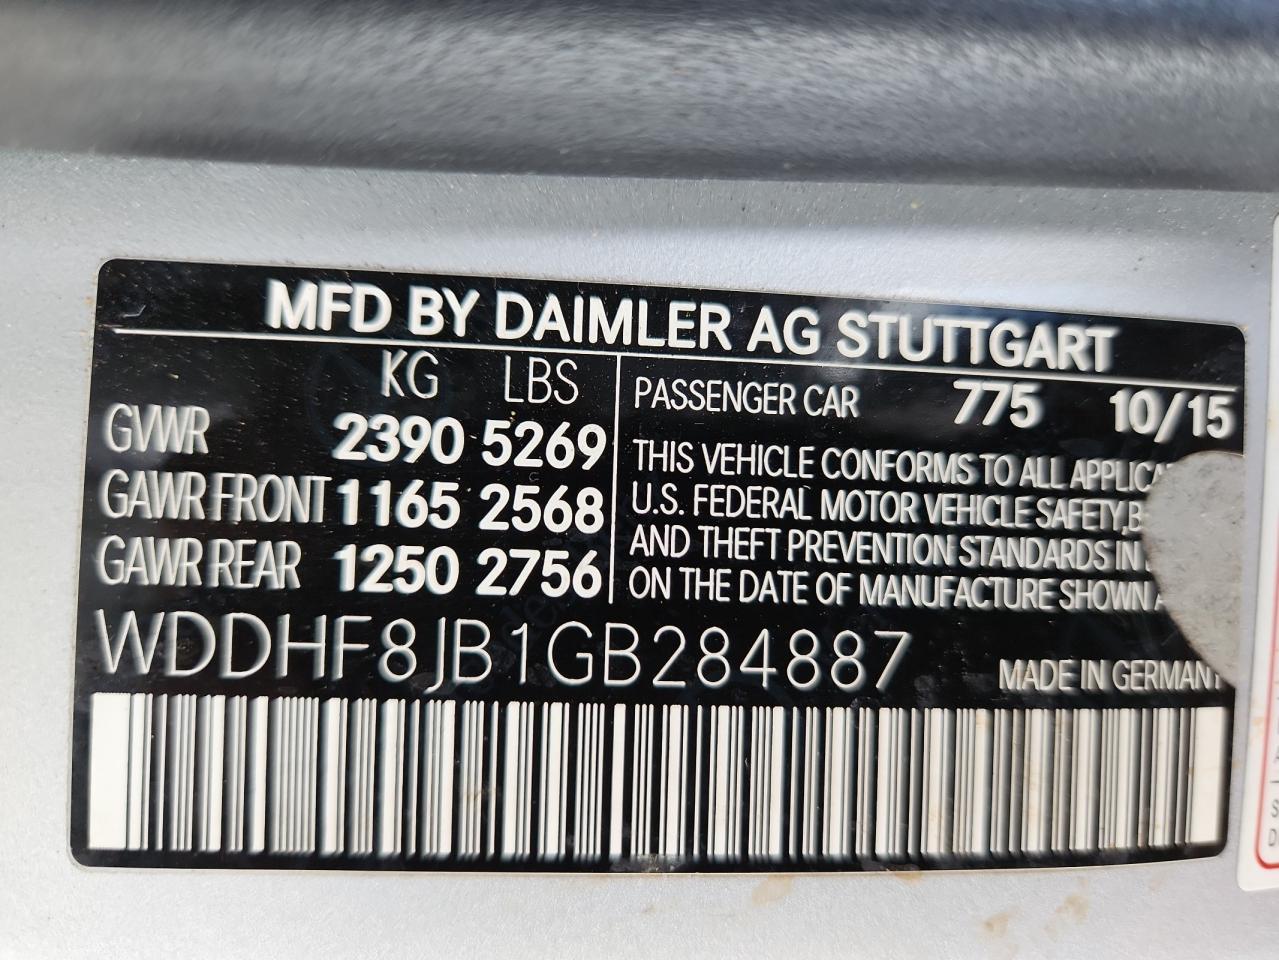 MFD BY DAIMLER AG STUTTGART
KG LBS
GVWR 2390 5269
GAWR FRONT 1165 2568
GAWR REAR 1250 2756
PASSENGER CAR 775 10/15
THIS VEHICLE CONFORMS TO ALL APPLICA
U.S. FEDERAL MOTOR VEHICLE SAFETY,B
AND THEFT PREVENTION STANDARDS IN
ON THE DATE OF MANUFACTURE SHOWN A
WDDHF8JB1GB284887
MADE IN GERMANY